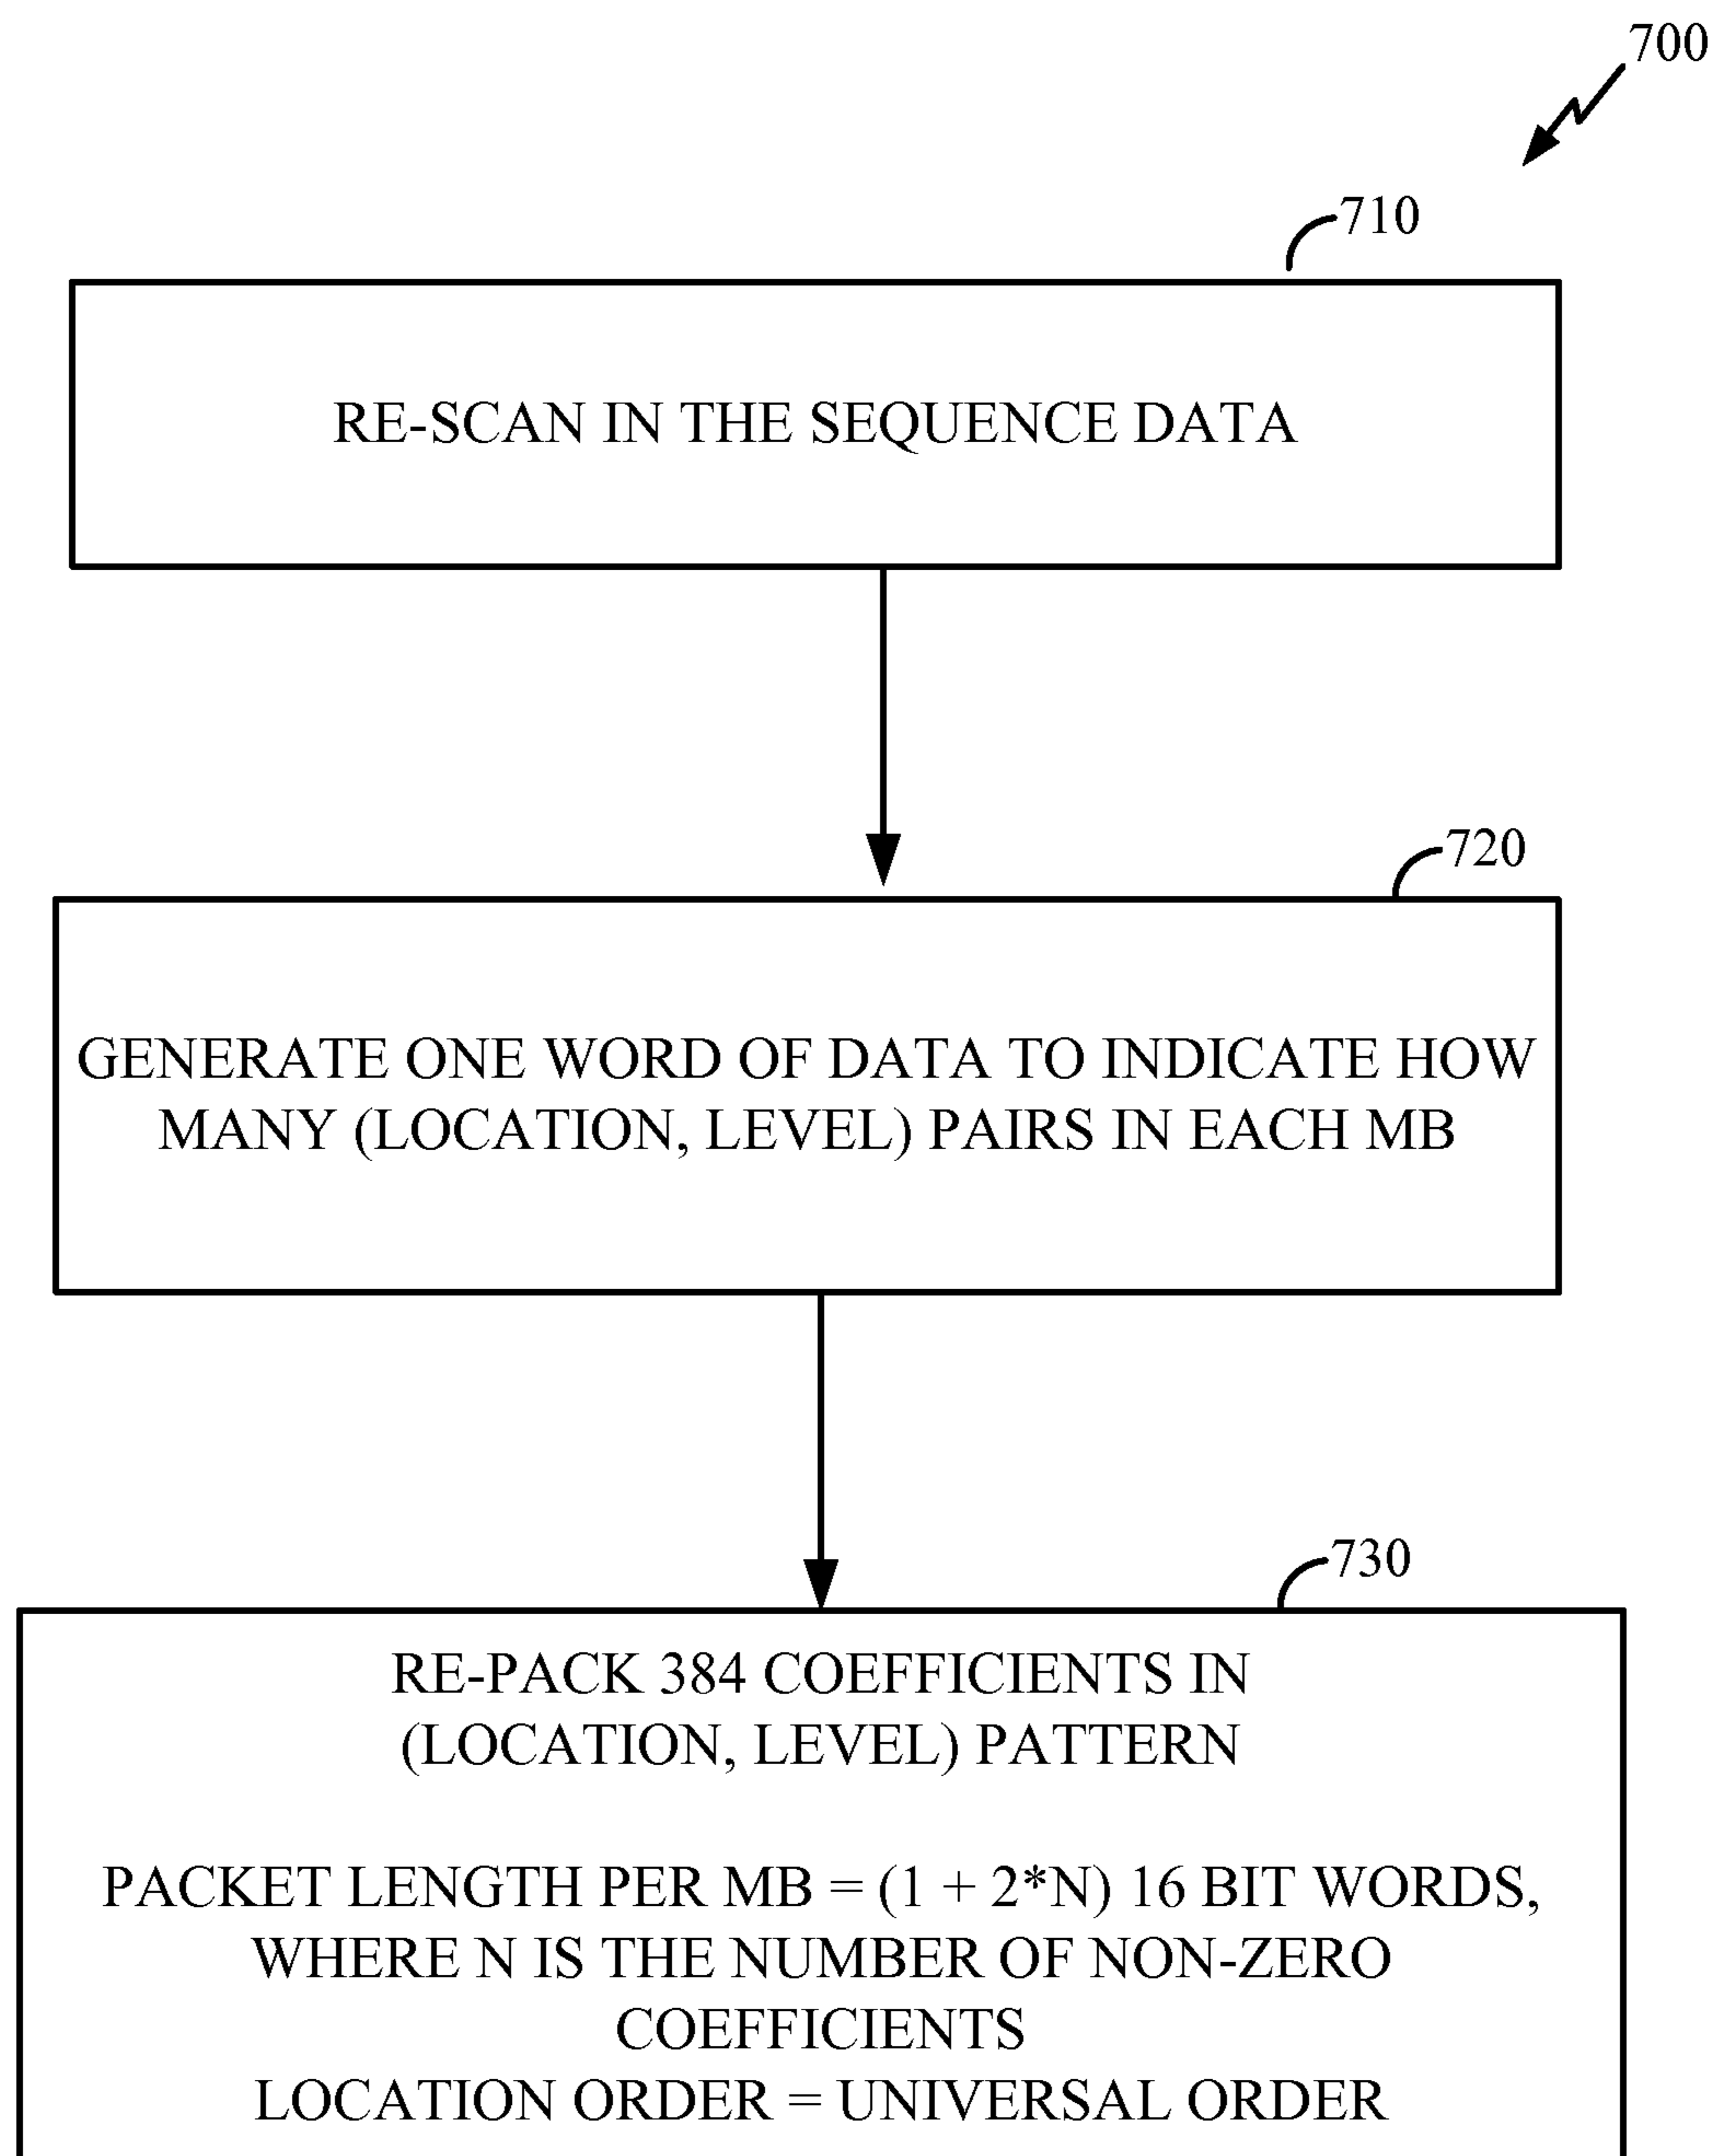 700
710
RE-SCAN IN THE SEQUENCE DATA
720
GENERATE ONE WORD OF DATA TO INDICATE HOW
MANY (LOCATION, LEVEL) PAIRS IN EACH MB
730
RE-PACK 384 COEFFICIENTS IN
(LOCATION, LEVEL) PATTERN
PACKET LENGTH PER MB = (1 + 2*N) 16 BIT WORDS,
WHERE N IS THE NUMBER OF NON-ZERO
COEFFICIENTS
LOCATION ORDER = UNIVERSAL ORDER